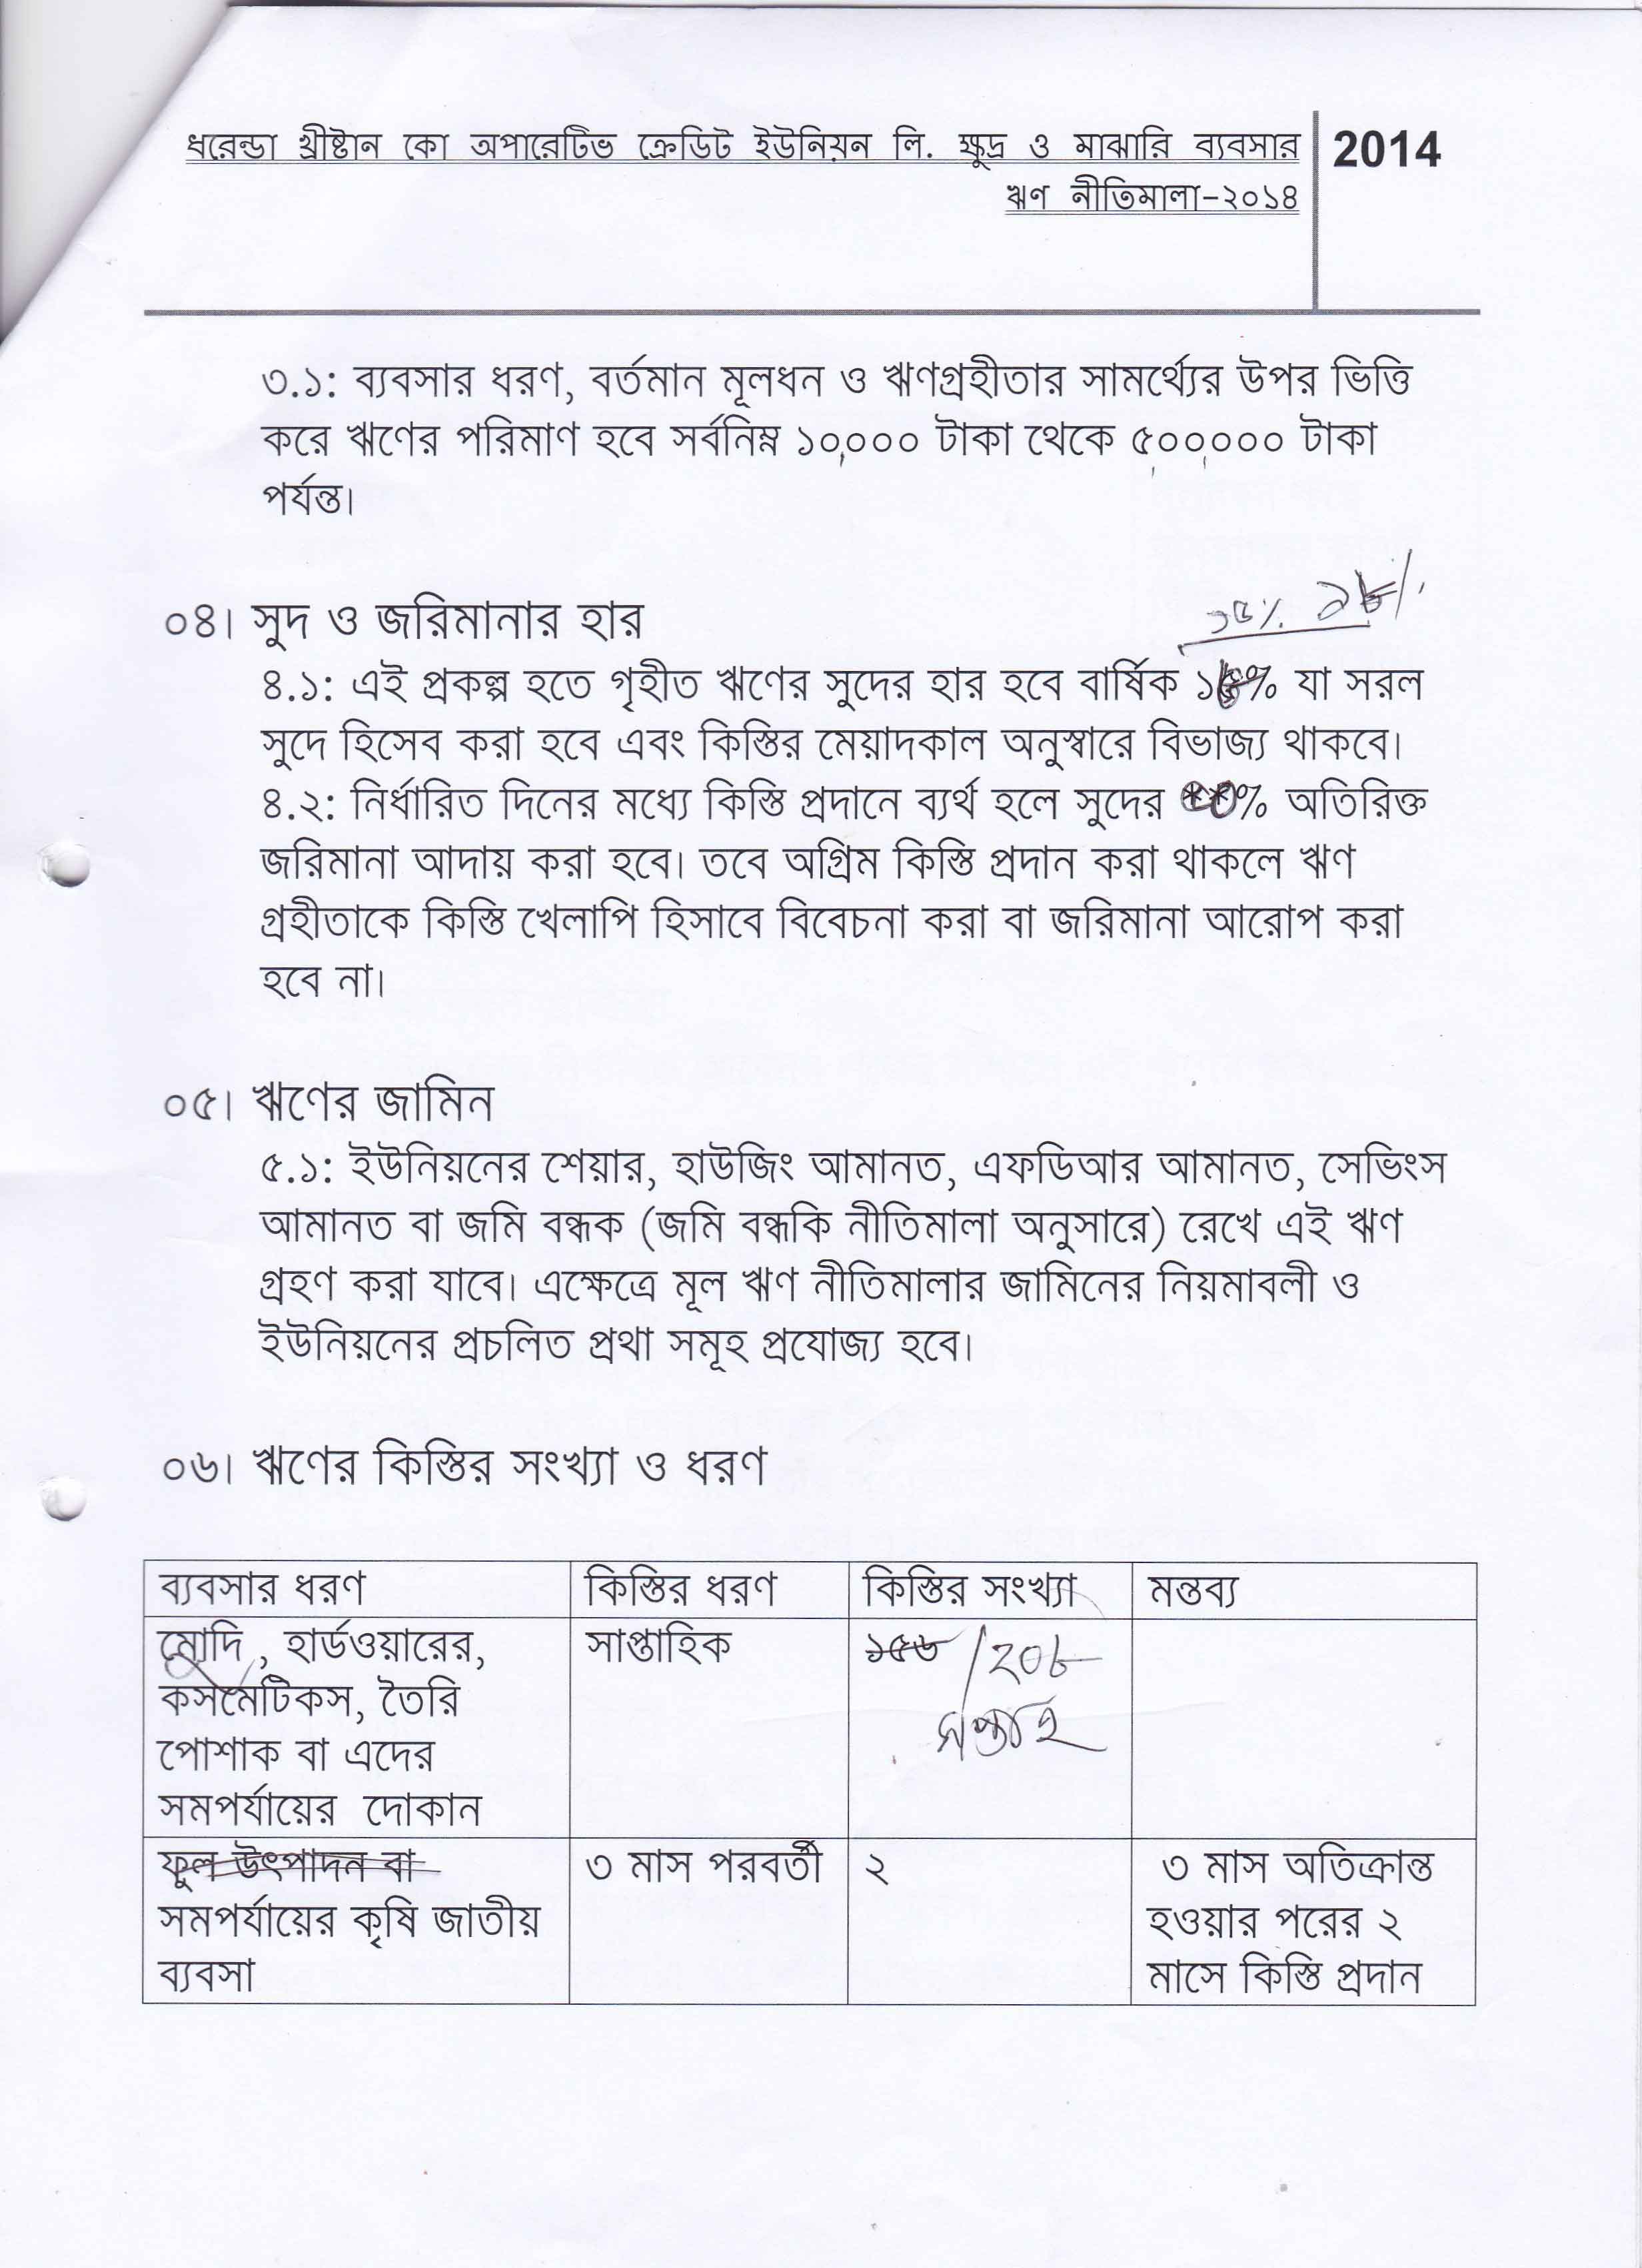 ধরেন্ডা খ্রীষ্টান কো অপারেটিভ ক্রেডিট ইউনিয়ন লি. ক্ষুদ্র ও মাঝারি ব্যবসার
2014
ঋণ নীতিমালা-২০১৪
৩.১: ব্যবসার ধরণ, বর্তমান মূলধন ও ঋণগ্রহীতার সামর্থ্যের উপর ভিত্তি
করে ঋণের পরিমাণ হবে সর্বনিম্ন ১০,০০০ টাকা থেকে ৫,০০,০০০ টাকা
পর্যন্ত।
১৫%
০৪। সুদ ও জরিমানার হার
৪.১: এই প্রকল্প হতে গৃহীত ঋণের সুদের হার হবে বার্ষিক % যা সরল
সুদে হিসেব করা হবে এবং কিস্তির মেয়াদকাল অনুস্বারে বিভাজ্য থাকবে।
৪.২: নির্ধারিত দিনের মধ্যে কিস্তি প্রদানে ব্যর্থ হলে সুদের % অতিরিক্ত
জরিমানা আদায় করা হবে। তবে অগ্রিম কিস্তি প্রদান করা থাকলে ঋণ
গ্রহীতাকে কিস্তি খেলাপি হিসাবে বিবেচনা করা বা জরিমানা আরোপ করা
হবে না।
০৫। ঋণের জামিন
৫.১: ইউনিয়নের শেয়ার, হাউজিং আমানত, এফডিআর আমানত, সেভিংস
আমানত বা জমি বন্ধক (জমি বন্ধকি নীতিমালা অনুসারে) রেখে এই ঋণ
গ্রহণ করা যাবে। এক্ষেত্রে মূল ঋণ নীতিমালার জামিনের নিয়মাবলী ও
ইউনিয়নের প্রচলিত প্রথা সমূহ প্রযোজ্য হবে।
০৬। ঋণের কিস্তির সংখ্যা ও ধরণ
ব্যবসার ধরণ কিস্তির ধরণ কিস্তির সংখ্যা মন্তব্য
মোদি , হার্ডওয়ারের, সাপ্তাহিক ১৫৬ /২০৮
কসমেটিকস, তৈরি সপ্তাহ
পোশাক বা এদের
সমপর্যায়ের দোকান
ফুল উৎপাদন বা ৩ মাস পরবর্তী ২ ৩ মাস অতিক্রান্ত
সমপর্যায়ের কৃষি জাতীয় হওয়ার পরের ২
ব্যবসা মাসে কিস্তি প্রদান